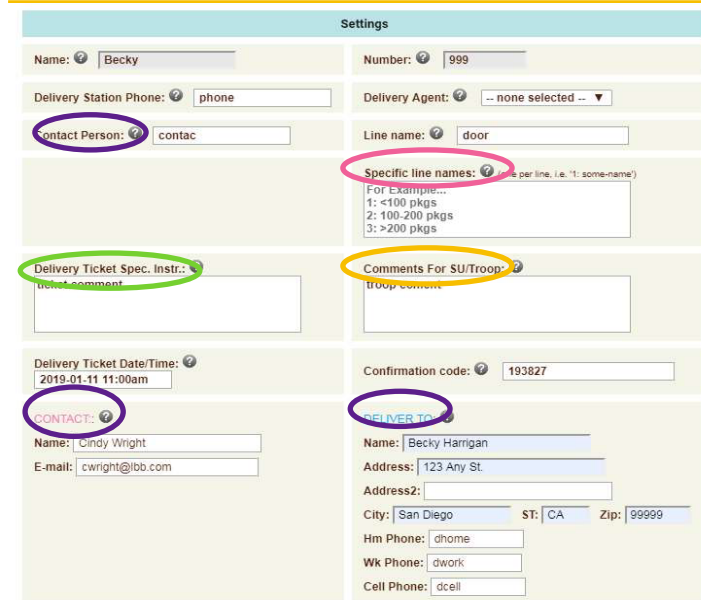 Settings
Name: Becky
Number: 999
Delivery Station Phone: phone
Delivery Agent: -- none selected -- ▼
Contact Person: contac
Line name: door
Specific line names: per line, i.e. '1: some-name')
For Example...
1: <100 pkgs
2: 100-200 pkgs
3: >200 pkgs
Delivery Ticket Spec. Instr.:
ticket comment
Comments For SU/Troop:
troop coment
Delivery Ticket Date/Time:
2019-01-11 11:00am
Confirmation code: 193827
CONTACT::
Name: Cindy Wright
E-mail: cwright@lbb.com
DELIVER TO:
Name: Becky Harrigan
Address: 123 Any St.
Address2:
City: San Diego ST: CA Zip: 99999
Hm Phone: dhome
Wk Phone: dwork
Cell Phone: dcell